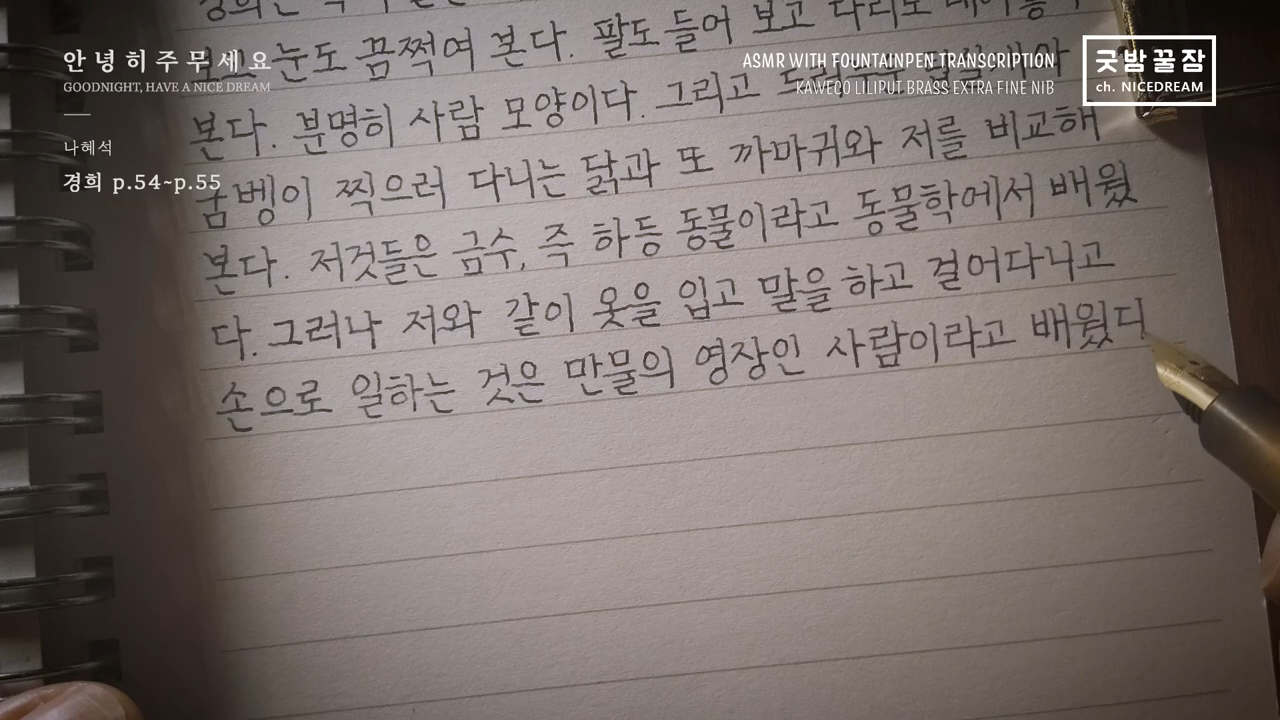 안녕히주무세요
GOODNIGHT, HAVE A NICE DREAM
나혜석
경희 p.54~p.55
ASMR WITH FOUNTAINPEN TRANSCRIPTION
KAWECO LILIPUT BRASS EXTRA FINE NIB
굿밤꿀잠
ch. NICEDREAM
보고 눈도 끔쩍여 본다. 팔도 들어 보고 다리도
본다. 분명히 사람 모양이다. 그리고
굼벵이 찍으러 다니는 닭과 또 까마귀와 저를 비교해
본다. 저것들은 금수, 즉 하등 동물이라고 동물학에서 배웠
다. 그러나 저와 같이 옷을 입고 말을 하고 걸어다니고
손으로 일하는 것은 만물의 영장인 사람이라고 배웠다